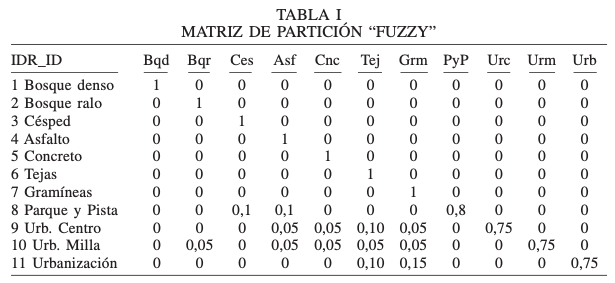 TABLA I
MATRIZ DE PARTICIÓN “FUZZY”
IDR_ID Bqd Bqr Ces Asf Cnc Tej Grm PyP Urc Urm Urb
1 Bosque denso 1 0 0 0 0 0 0 0 0 0 0
2 Bosque ralo 0 1 0 0 0 0 0 0 0 0 0
3 Césped 0 0 1 0 0 0 0 0 0 0 0
4 Asfalto 0 0 0 1 0 0 0 0 0 0 0
5 Concreto 0 0 0 0 1 0 0 0 0 0 0
6 Tejas 0 0 0 0 0 1 0 0 0 0 0
7 Gramíneas 0 0 0 0 0 0 1 0 0 0 0
8 Parque y Pista 0 0 0,1 0,1 0 0 0 0,8 0 0 0
9 Urb. Centro 0 0 0 0,05 0,05 0,10 0,05 0 0,75 0 0
10 Urb. Milla 0 0,05 0 0,05 0,05 0,05 0,05 0 0 0,75 0
11 Urbanización 0 0 0 0 0 0,10 0,15 0 0 0 0,75